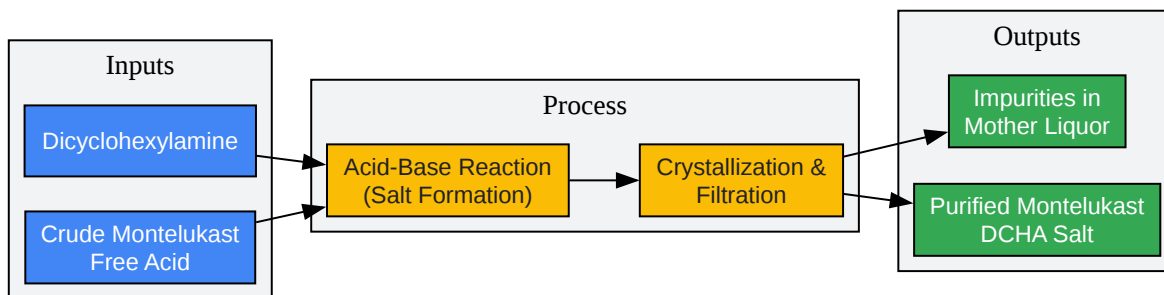 Inputs
Dicyclohexylamine
Crude Montelukast
Free Acid
Process
Acid-Base Reaction
(Salt Formation)
Crystallization &
Filtration
Outputs
Impurities in
Mother Liquor
Purified Montelukast
DCHA Salt